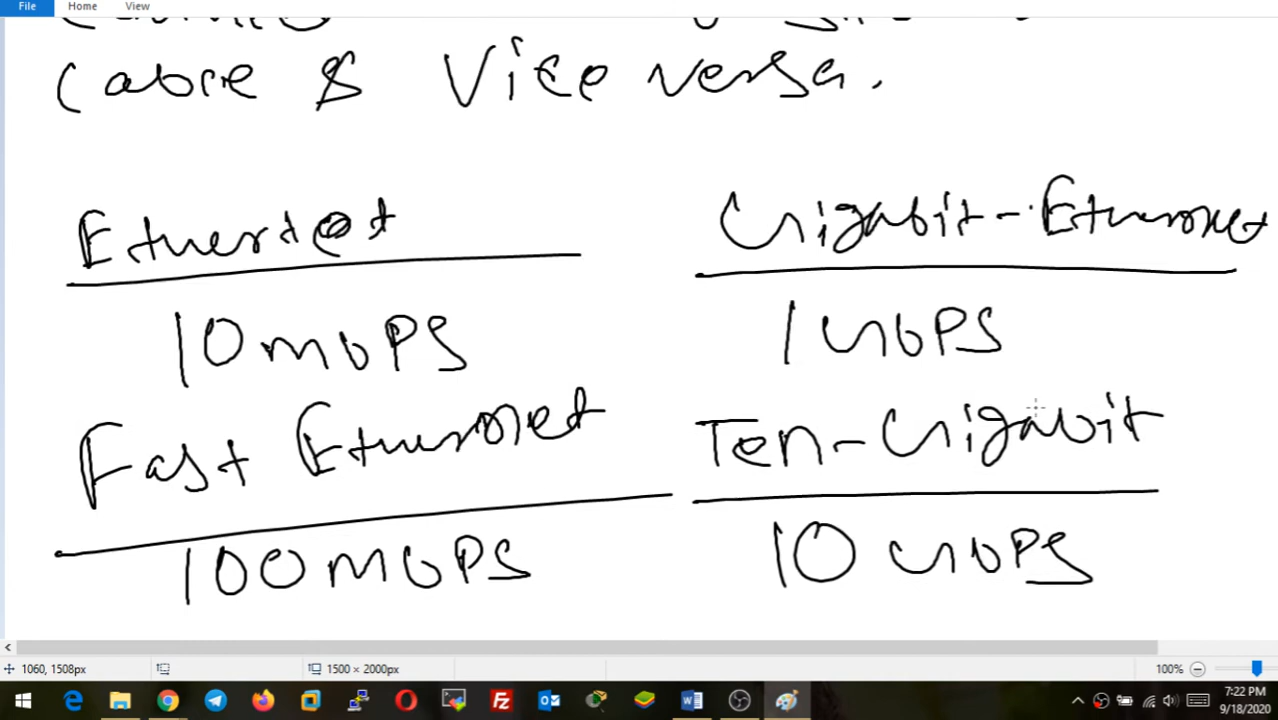 File Home View
Cable & Vice versa.
Ethernet
10 mbps
Fast Ethernet
100 mbps
Gigabit-Ethernet
1 Gbps
Ten-Gigabit
10 Gbps
1060, 1508px
1500 × 2000px
100%
7:22 PM
9/18/2020